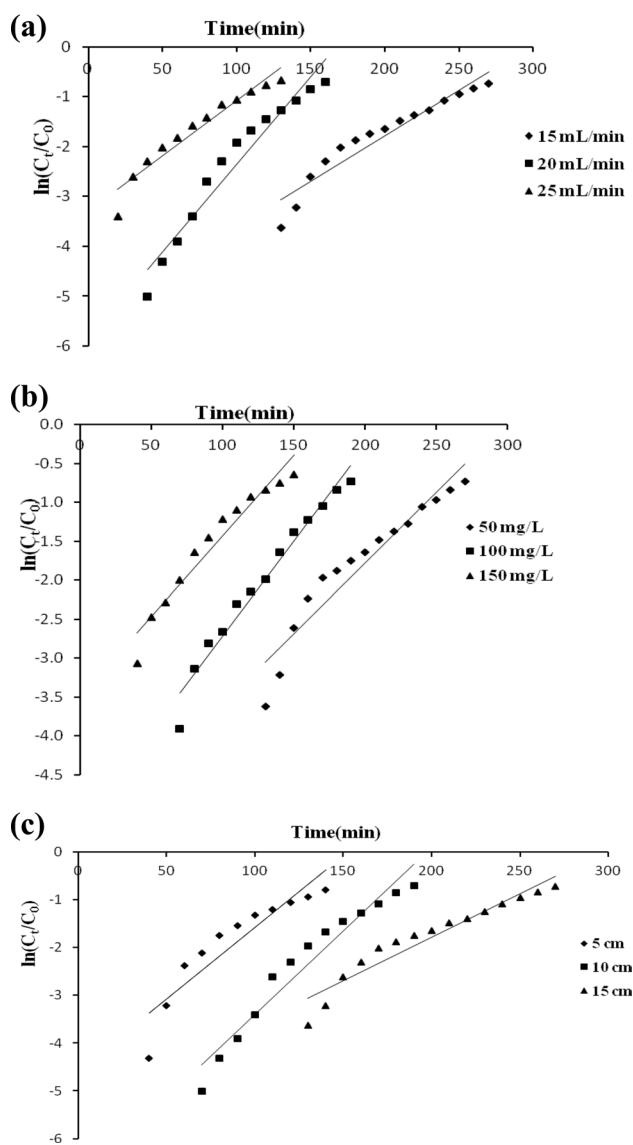 (a)
Time(min)
0 50 100 150 200 250 300
0
-1
-2
-3
-4
-5
-6
ln(Ct/C0)
15 mL/min
20 mL/min
25 mL/min
(b)
Time(min)
0 50 100 150 200 250 300
0.0
-0.5
-1.0
-1.5
-2.0
-2.5
-3.0
-3.5
-4.0
-4.5
ln(Ct/C0)
50 mg/L
100 mg/L
150 mg/L
(c)
Time(min)
0 50 100 150 200 250 300
0
-1
-2
-3
-4
-5
-6
ln(Ct/C0)
5 cm
10 cm
15 cm